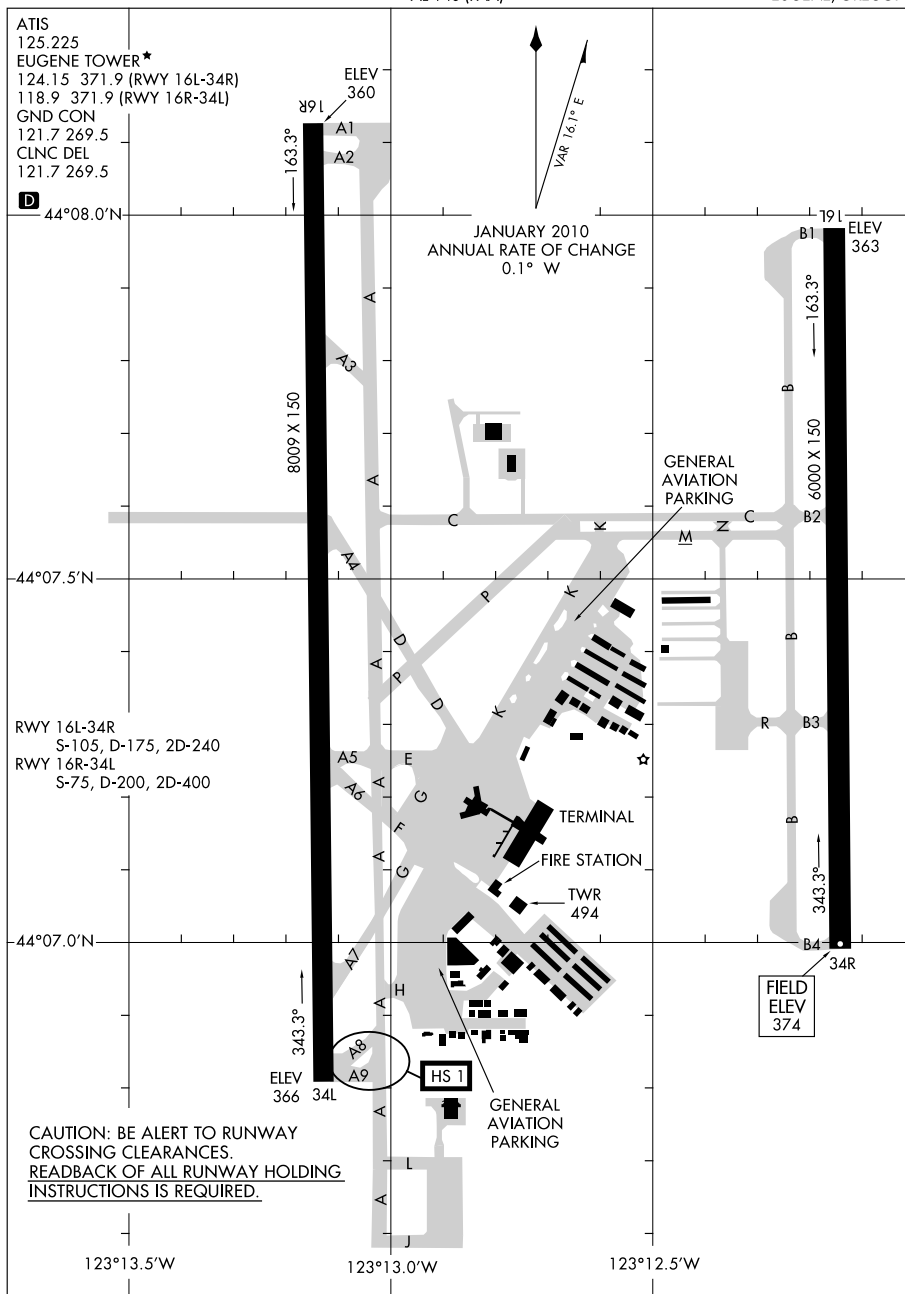 ATIS
125.225
EUGENE TOWER
124.15 371.9 (RWY 16L-34R)
118.9 371.9 (RWY 16R-34L)
GND CON
121.7 269.5
CLNC DEL
121.7 269.5
D
44°08.0'N
ELEV
360
16R
163.3°
A1
A2
VAR 16.1° E
JANUARY 2010
ANNUAL RATE OF CHANGE
0.1° W
16L
B1
ELEV
363
163.3°
A
A3
B
8009 X 150
6000 X 150
A
GENERAL
AVIATION
PARKING
C
K
N
C
B2
M
A4
44°07.5'N
P
K
D
B
A
P
D
K
RWY 16L-34R
S-105, D-175, 2D-240
RWY 16R-34L
S-75, D-200, 2D-400
R
B3
A5
E
A6
A
G
F
TERMINAL
B
A
G
FIRE STATION
TWR
494
343.3°
44°07.0'N
B4
34R
A7
H
A
343.3°
FIELD
ELEV
374
A8
A9
HS 1
ELEV
366
34L
GENERAL
AVIATION
PARKING
A
CAUTION: BE ALERT TO RUNWAY
CROSSING CLEARANCES.
READBACK OF ALL RUNWAY HOLDING
INSTRUCTIONS IS REQUIRED.
L
A
J
123°13.5'W
123°13.0'W
123°12.5'W